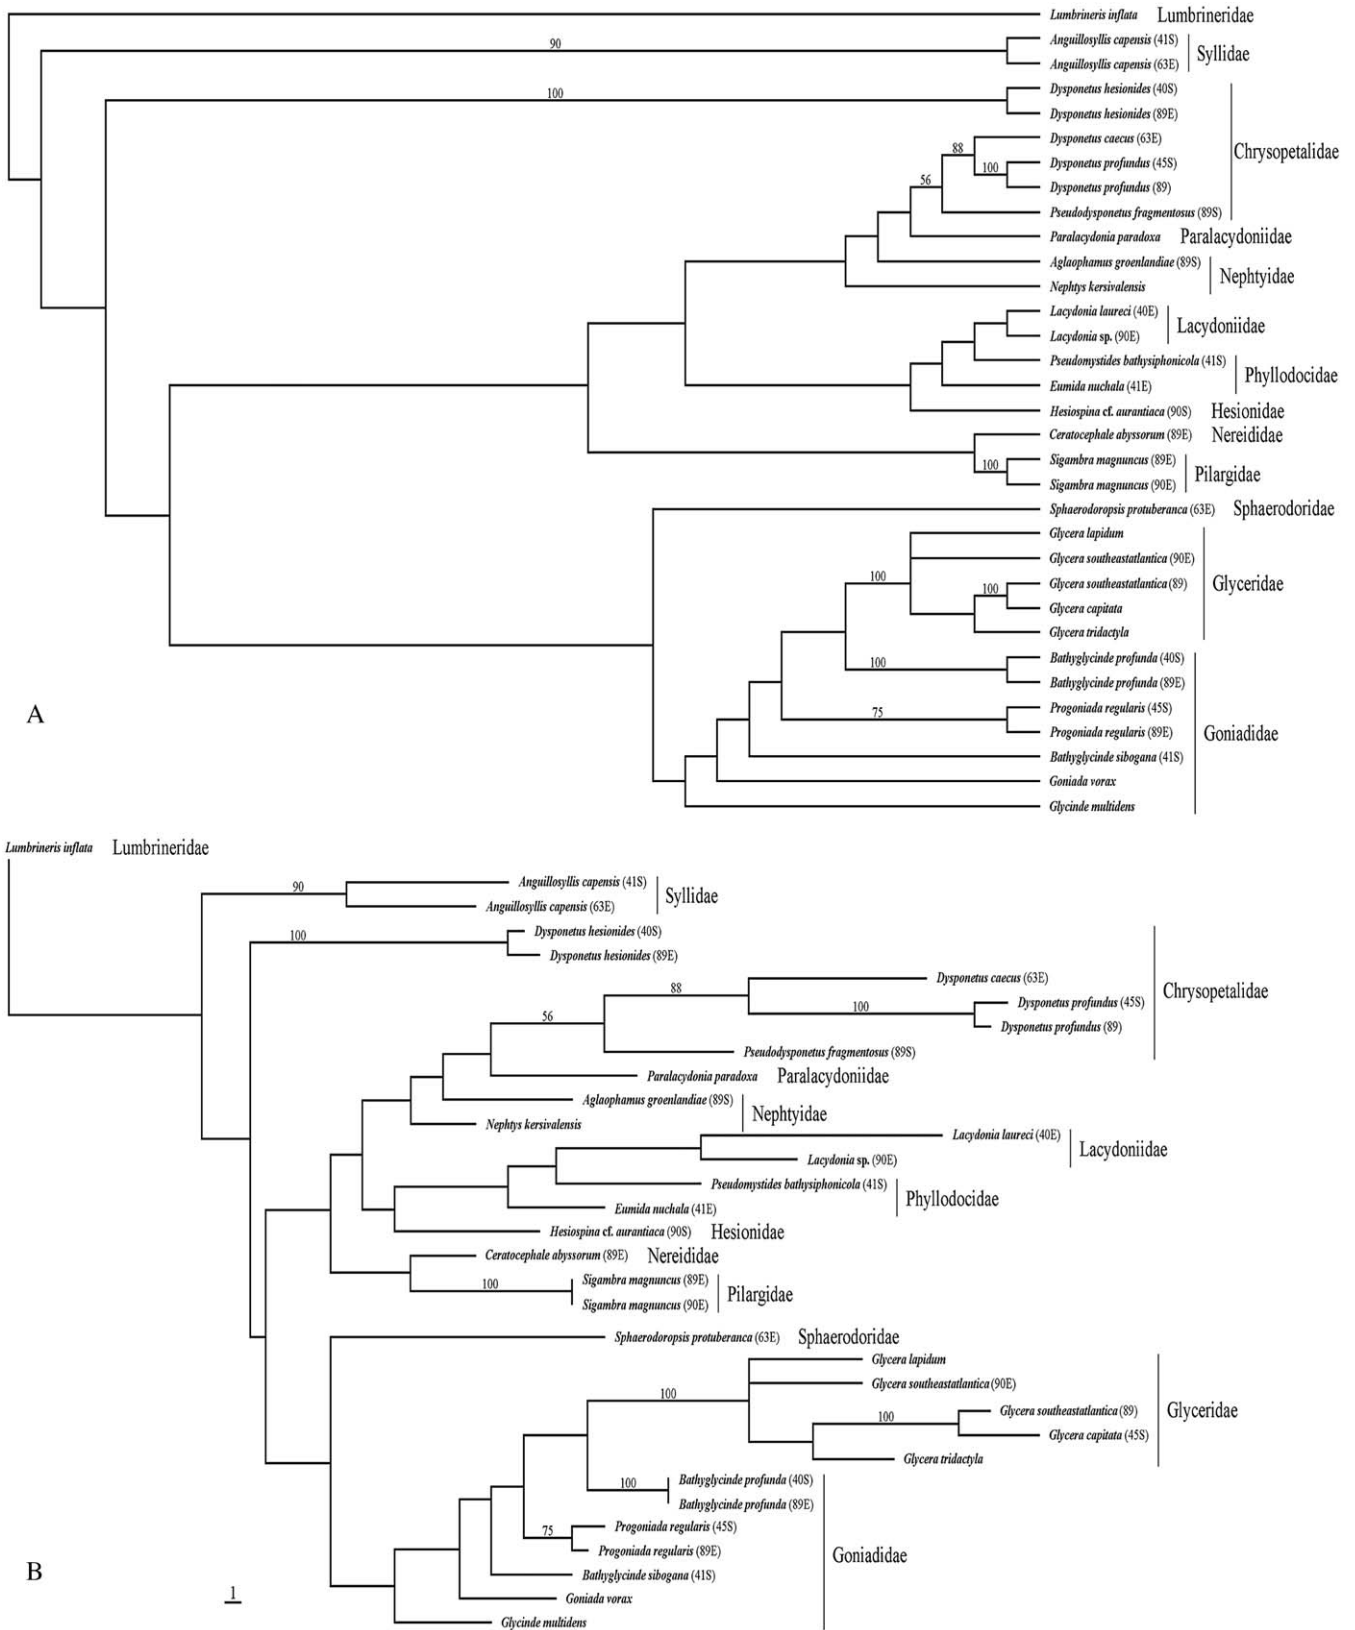 Lumbrineris inflata Lumbrineridae
90
Anguillosyllis capensis (41S)
Syllidae
Anguillosyllis capensis (63E)
100
Dysponetus hesionides (40S)
Dysponetus hesionides (89E)
Dysponetus caecus (63E)
88
Chrysopetalidae
Dysponetus profundus (45S)
100
56
Dysponetus profundus (89)
Pseudodysponetus fragmentosus (89S)
Paralacydonia paradoxa Paralacydoniidae
Aglaophamus groenlandiae (89S)
Nephtyidae
Nephtys kersivalensis
Lacydonia laureci (40E)
Lacydoniidae
Lacydonia sp. (90E)
Pseudomystides bathysiphonicola (41S)
Phyllodocidae
Eumida nuchala (41E)
Hesiospina cf. aurantiaca (90S) Hesionidae
Ceratocephale abyssorum (89E) Nereididae
100
Sigambra magnuncus (89E)
Pilargidae
Sigambra magnuncus (90E)
Sphaerodoropsis protuberanca (63E) Sphaerodoridae
Glycera lapidum
Glycera southeastatlantica (90E)
100
Glycera southeastatlantica (89)
Glyceridae
100
Glycera capitata
Glycera tridactyla
Bathyglycinde profunda (40S)
100
Bathyglycinde profunda (89E)
Progoniada regularis (45S)
75
Progoniada regularis (89E)
Goniadidae
Bathyglycinde sibogana (41S)
Goniada vorax
Glycinde multidens
A
Lumbrineris inflata Lumbrineridae
90
Anguillosyllis capensis (41S)
Syllidae
Anguillosyllis capensis (63E)
100
Dysponetus hesionides (40S)
Dysponetus hesionides (89E)
Dysponetus caecus (63E)
88
Chrysopetalidae
Dysponetus profundus (45S)
100
56
Dysponetus profundus (89)
Pseudodysponetus fragmentosus (89S)
Paralacydonia paradoxa Paralacydoniidae
Aglaophamus groenlandiae (89S)
Nephtyidae
Nephtys kersivalensis
Lacydonia laureci (40E)
Lacydoniidae
Lacydonia sp. (90E)
Pseudomystides bathysiphonicola (41S)
Phyllodocidae
Eumida nuchala (41E)
Hesiospina cf. aurantiaca (90S) Hesionidae
Ceratocephale abyssorum (89E) Nereididae
100
Sigambra magnuncus (89E)
Pilargidae
Sigambra magnuncus (90E)
Sphaerodoropsis protuberanca (63E) Sphaerodoridae
Glycera lapidum
Glycera southeastatlantica (90E)
100
Glycera southeastatlantica (89)
Glyceridae
100
Glycera capitata (45S)
Glycera tridactyla
Bathyglycinde profunda (40S)
100
Bathyglycinde profunda (89E)
Progoniada regularis (45S)
75
Progoniada regularis (89E)
Goniadidae
Bathyglycinde sibogana (41S)
Goniada vorax
Glycinde multidens
B
1